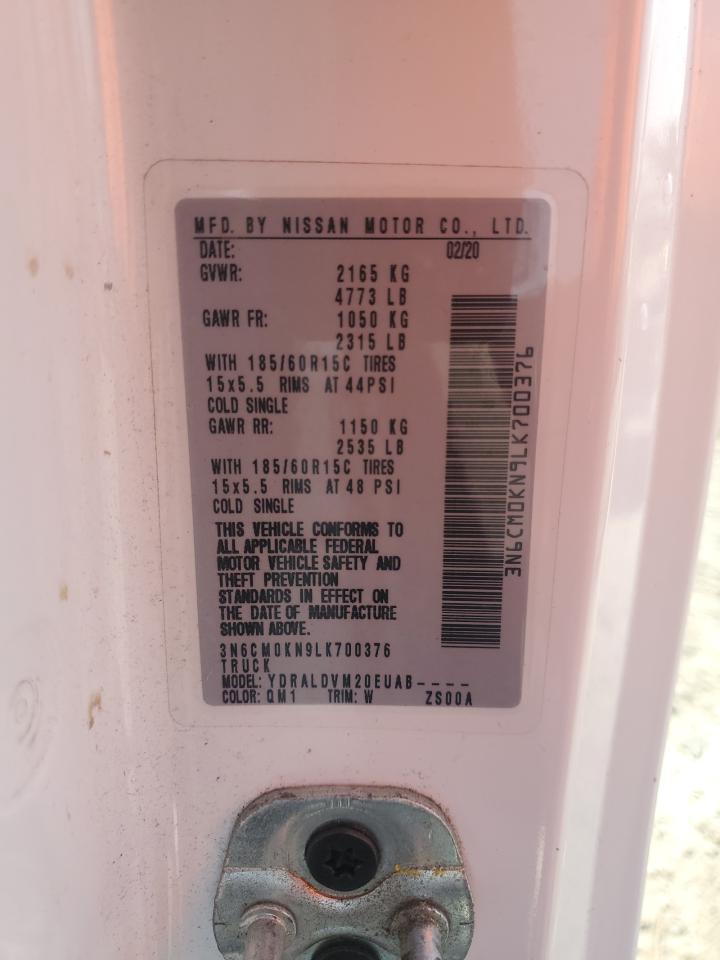 MFD. BY NISSAN MOTOR CO., LTD.
DATE: 02/20
GVWR: 2165 KG
4773 LB
GAWR FR: 1050 KG
2315 LB
WITH 185/60R15C TIRES
15x5.5 RIMS AT 44PSI
COLD SINGLE
GAWR RR: 1150 KG
2535 LB
WITH 185/60R15C TIRES
15x5.5 RIMS AT 48 PSI
COLD SINGLE
THIS VEHICLE CONFORMS TO
ALL APPLICABLE FEDERAL
MOTOR VEHICLE SAFETY AND
THEFT PREVENTION
STANDARDS IN EFFECT ON
THE DATE OF MANUFACTURE
SHOWN ABOVE.
3N6CM0KN9LK700376
TRUCK
MODEL: YDRALDVM20EUAB----
COLOR: QM1 TRIM: W ZS00A
3N6CM0KN9LK700376